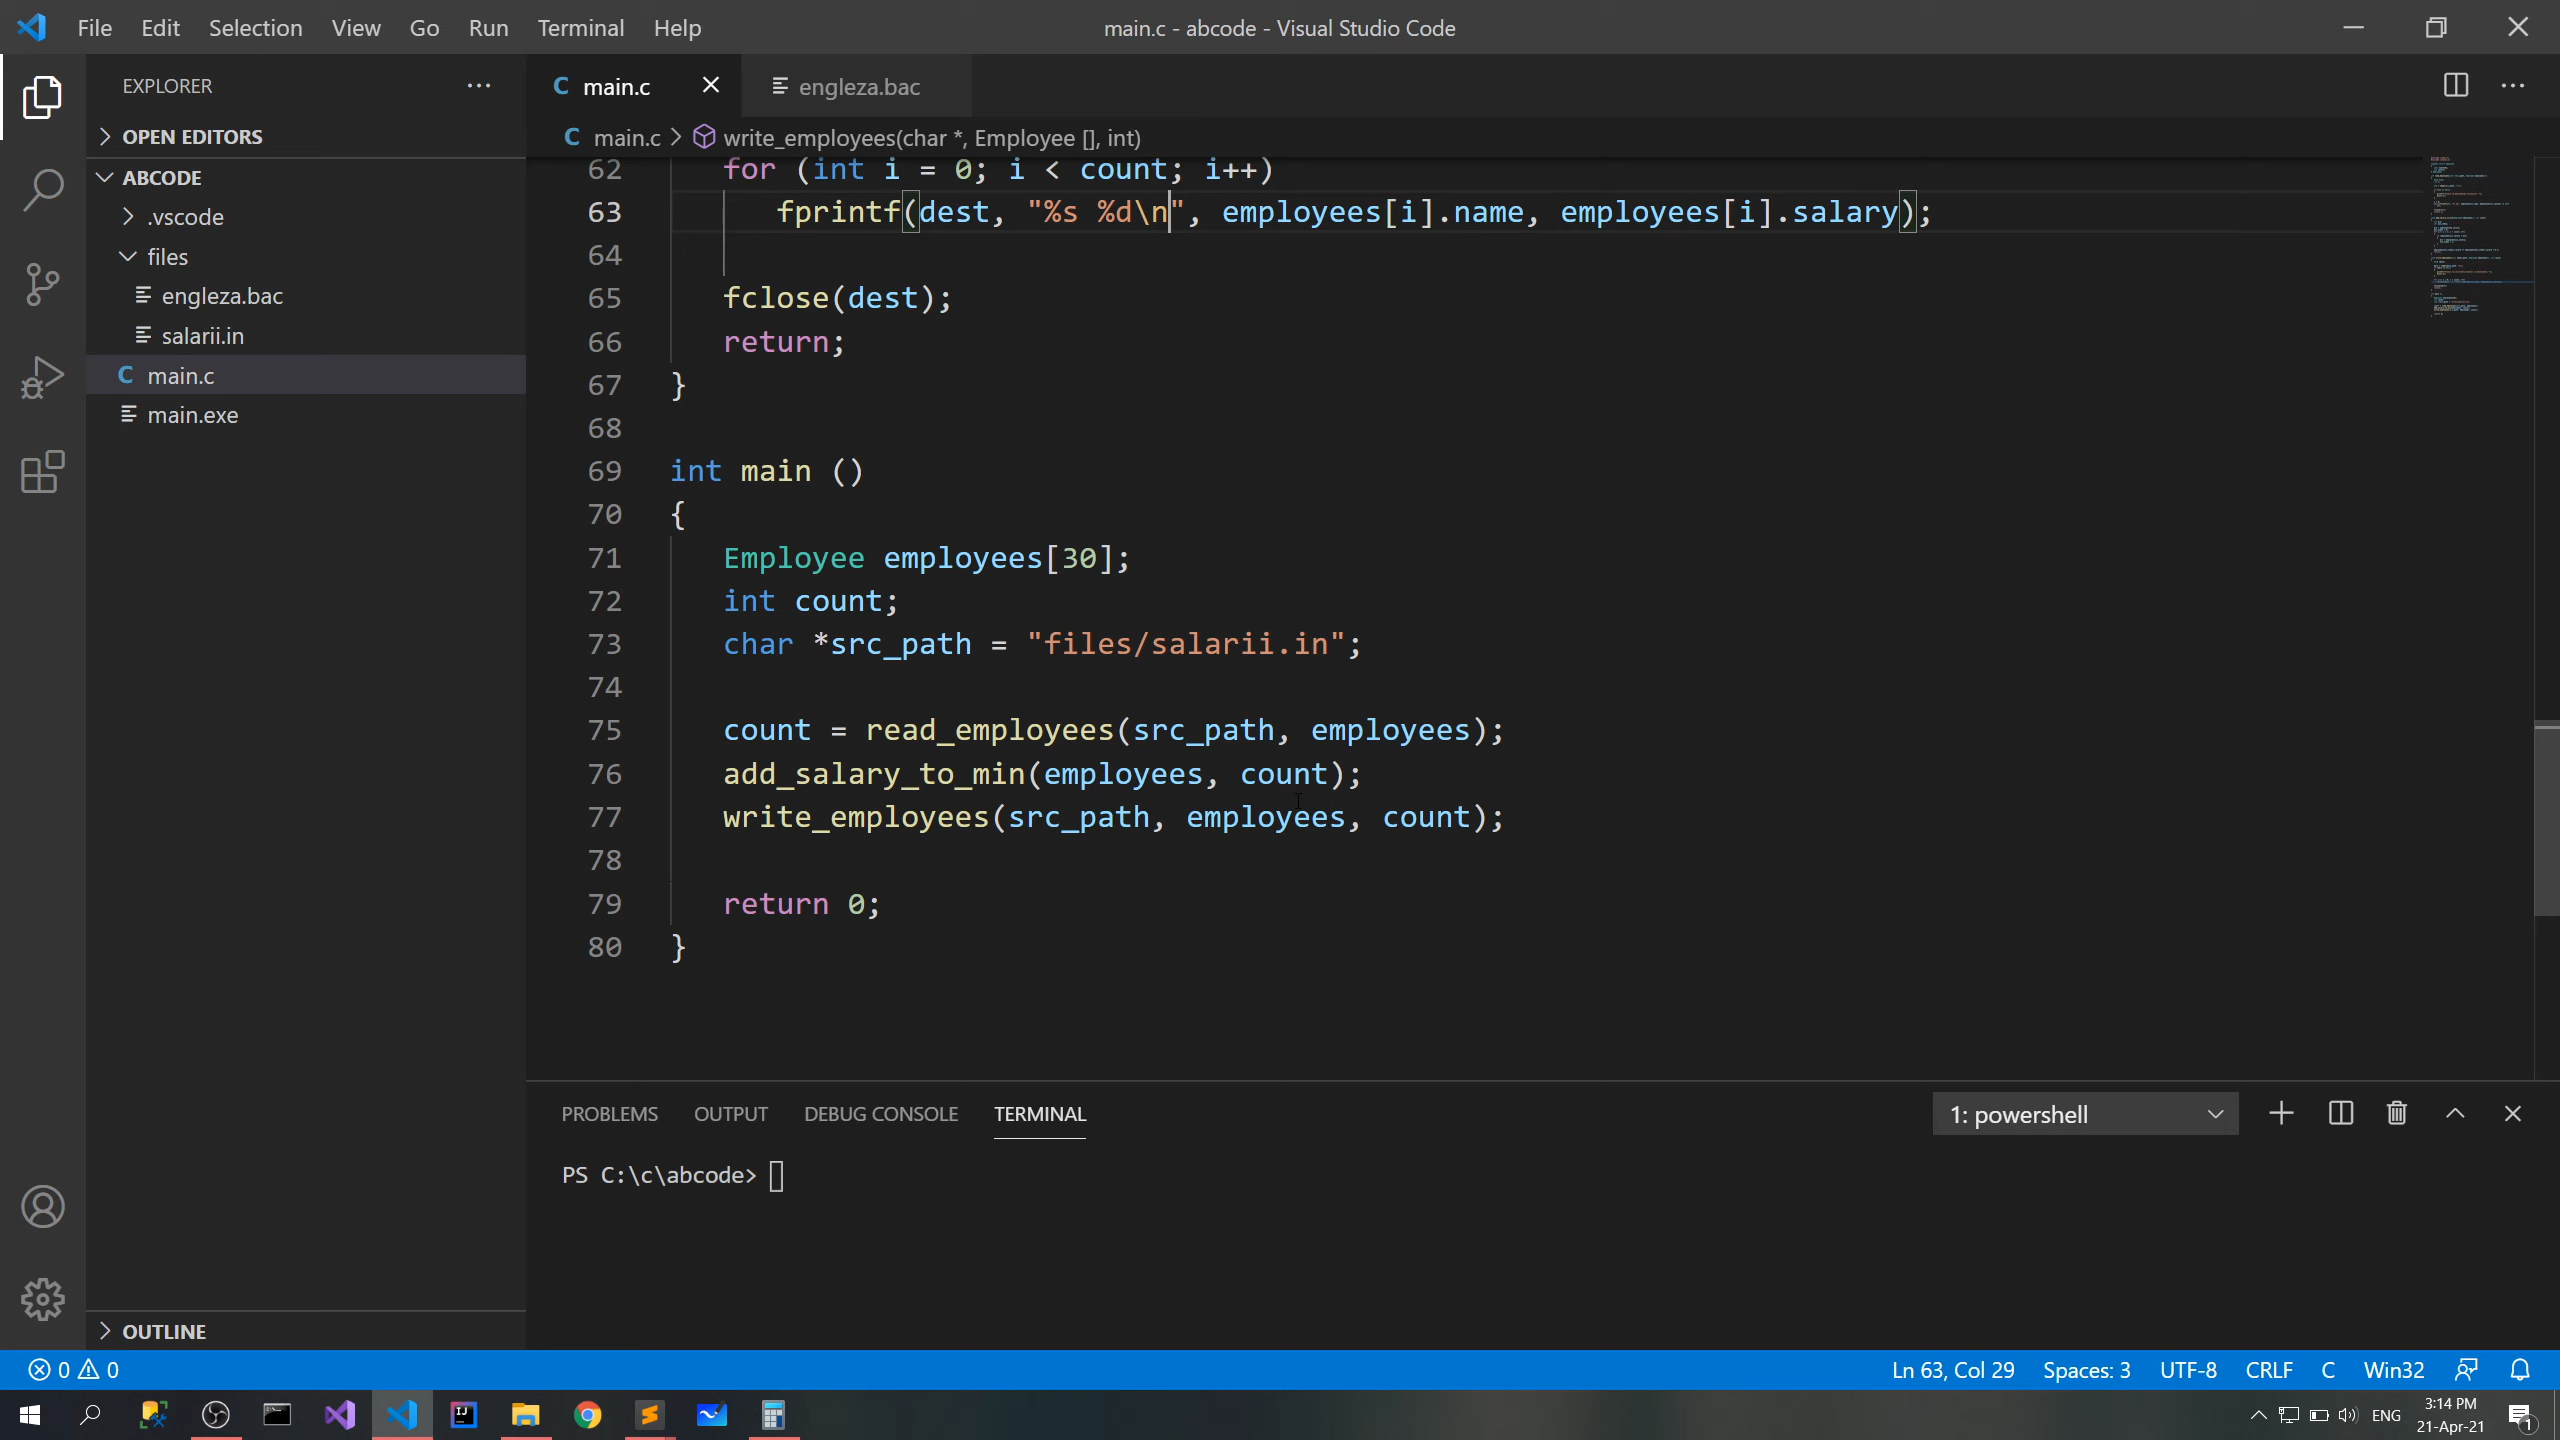 File Edit Selection View Go Run Terminal Help
main.c - abcode - Visual Studio Code
EXPLORER
OPEN EDITORS
ABCODE
.vscode
files
engleza.bac
salarii.in
C main.c
main.exe
OUTLINE
C main.c
engleza.bac
C main.c > write_employees(char *, Employee [], int)
62 for (int i = 0; i < count; i++)
63 fprintf(dest, "%s %d\n", employees[i].name, employees[i].salary);
64
65 fclose(dest);
66 return;
67 }
68
69 int main ()
70 {
71 Employee employees[30];
72 int count;
73 char *src_path = "files/salarii.in";
74
75 count = read_employees(src_path, employees);
76 add_salary_to_min(employees, count);
77 write_employees(src_path, employees, count);
78
79 return 0;
80 }
PROBLEMS OUTPUT DEBUG CONSOLE TERMINAL
1: powershell
PS C:\c\abcode>
0 0
Ln 63, Col 29 Spaces: 3 UTF-8 CRLF C Win32
IJ
ENG
3:14 PM
21-Apr-21
1